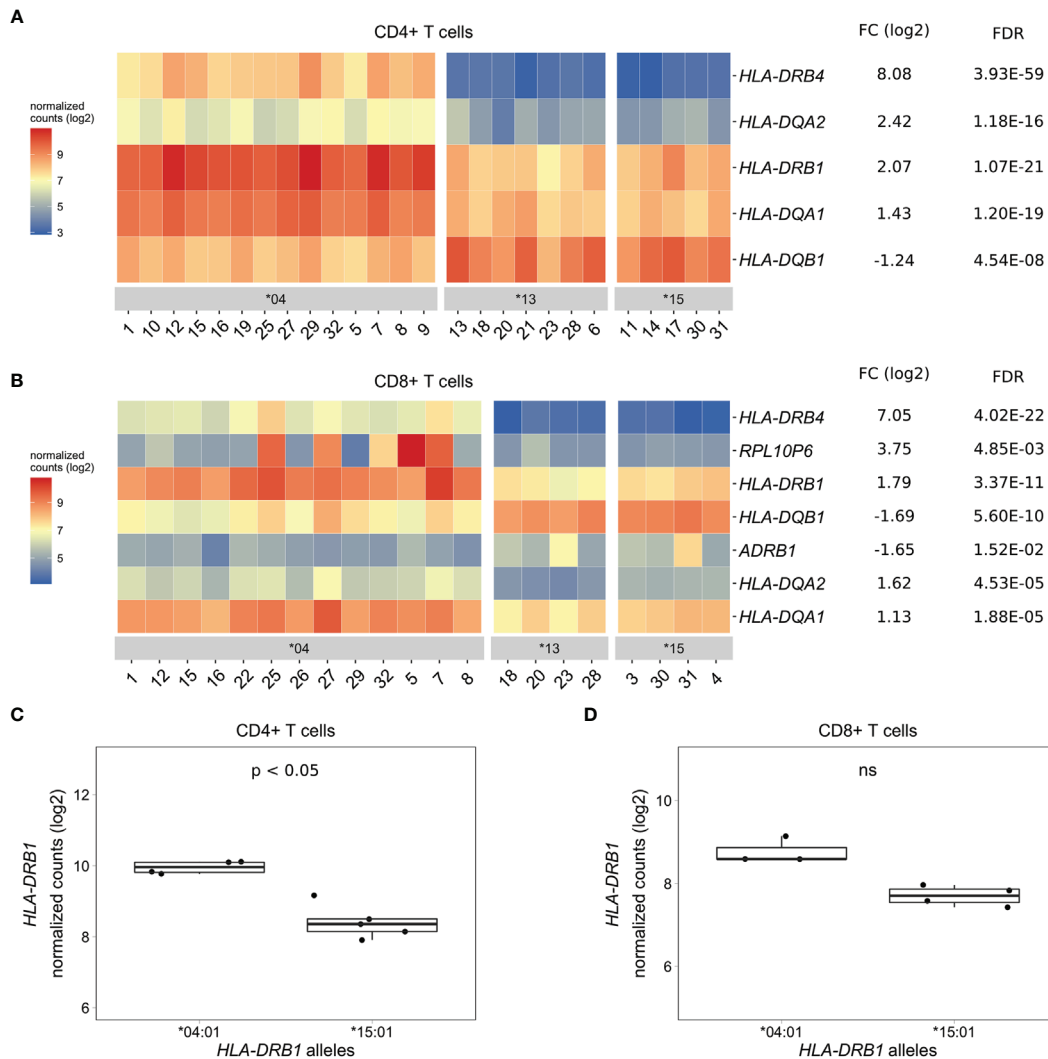 A
CD4+ T cells
FC (log2)
FDR
normalized
counts (log2)
9
7
5
3
HLA-DRB4 8.08 3.93E-59
HLA-DQA2 2.42 1.18E-16
HLA-DRB1 2.07 1.07E-21
HLA-DQA1 1.43 1.20E-19
HLA-DQB1 -1.24 4.54E-08
*04 *13 *15
1 10 12 15 16 19 25 27 29 32 5 7 8 9 13 18 20 21 23 28 6 11 14 17 30 31
B
CD8+ T cells
FC (log2)
FDR
normalized
counts (log2)
9
7
5
HLA-DRB4 7.05 4.02E-22
RPL10P6 3.75 4.85E-03
HLA-DRB1 1.79 3.37E-11
HLA-DQB1 -1.69 5.60E-10
ADRB1 -1.65 1.52E-02
HLA-DQA2 1.62 4.53E-05
HLA-DQA1 1.13 1.88E-05
*04 *13 *15
1 12 15 16 22 25 26 27 29 32 5 7 8 18 20 23 28 3 30 31 4
C
CD4+ T cells
p < 0.05
HLA-DRB1
normalized counts (log2)
12
10
8
6
*04:01 *15:01
HLA-DRB1 alleles
D
CD8+ T cells
ns
HLA-DRB1
normalized counts (log2)
10
8
6
*04:01 *15:01
HLA-DRB1 alleles